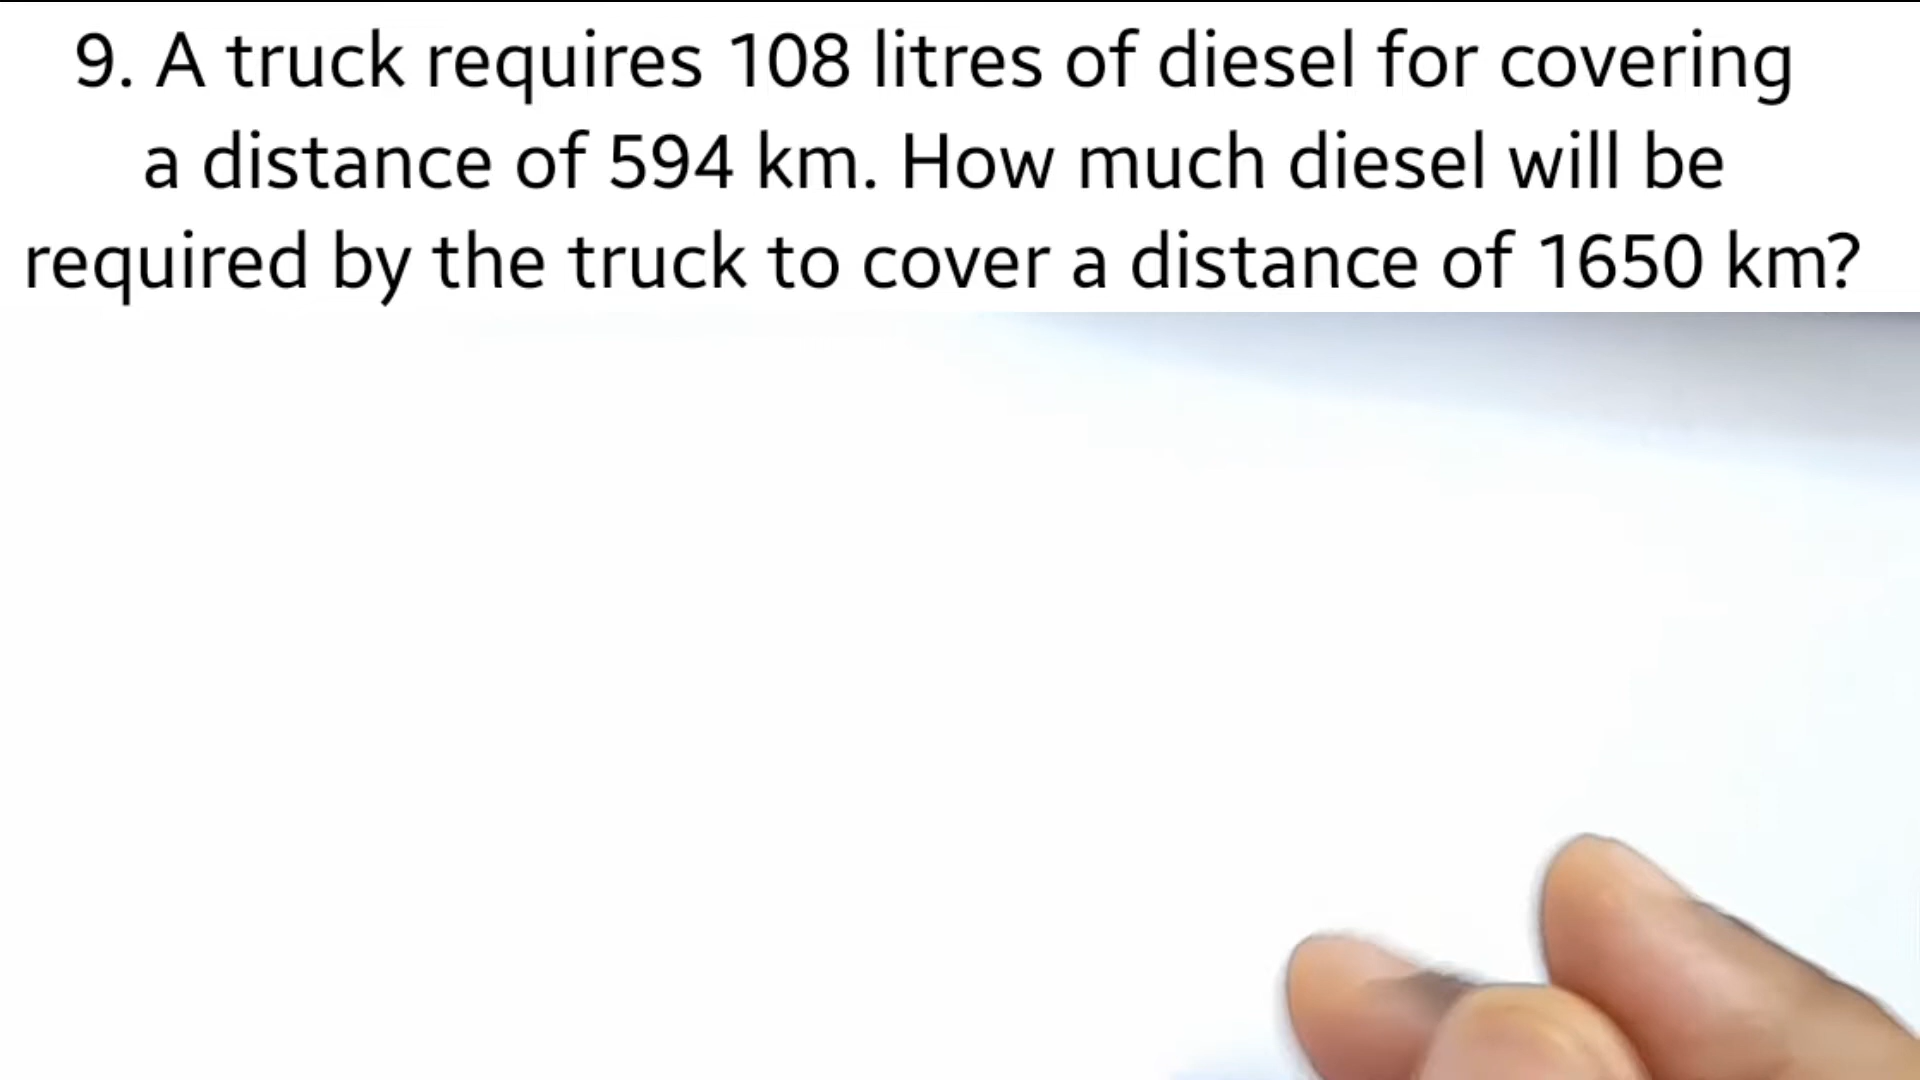 9. A truck requires 108 litres of diesel for covering
a distance of 594 km. How much diesel will be
required by the truck to cover a distance of 1650 km?